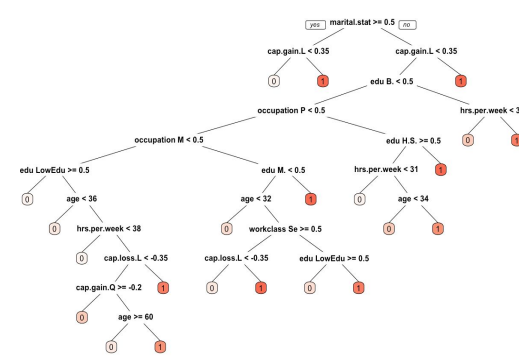 yes marital.stat >= 0.5 no
cap.gain.L < 0.35 cap.gain.L < 0.35
0 1 edu B. < 0.5 1
occupation P < 0.5 hrs.per.week < 3
occupation M < 0.5 edu H.S. >= 0.5 0 1
edu LowEdu >= 0.5 edu M. < 0.5 hrs.per.week < 31 1
0 age < 36 age < 32 1 0 age < 34
hrs.per.week < 38 0 workclass Se >= 0.5 0 1
0 cap.loss.L < -0.35 cap.loss.L < -0.35 edu LowEdu >= 0.5
cap.gain.Q >= -0.2 1 0 1 0 1
0 age >= 60
0 1